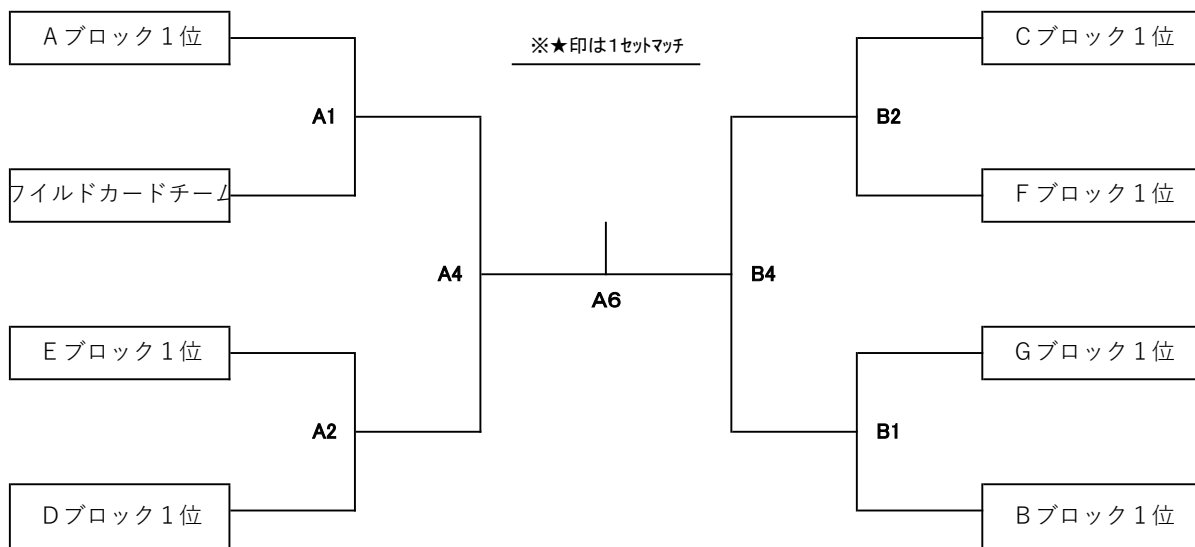 Aブロック1位
※★印は1セットマッチ
Cブロック1位
A1
B2
ワイルドカードチーム
Fブロック1位
A4
B4
A6
Eブロック1位
Gブロック1位
A2
B1
Dブロック1位
Bブロック1位